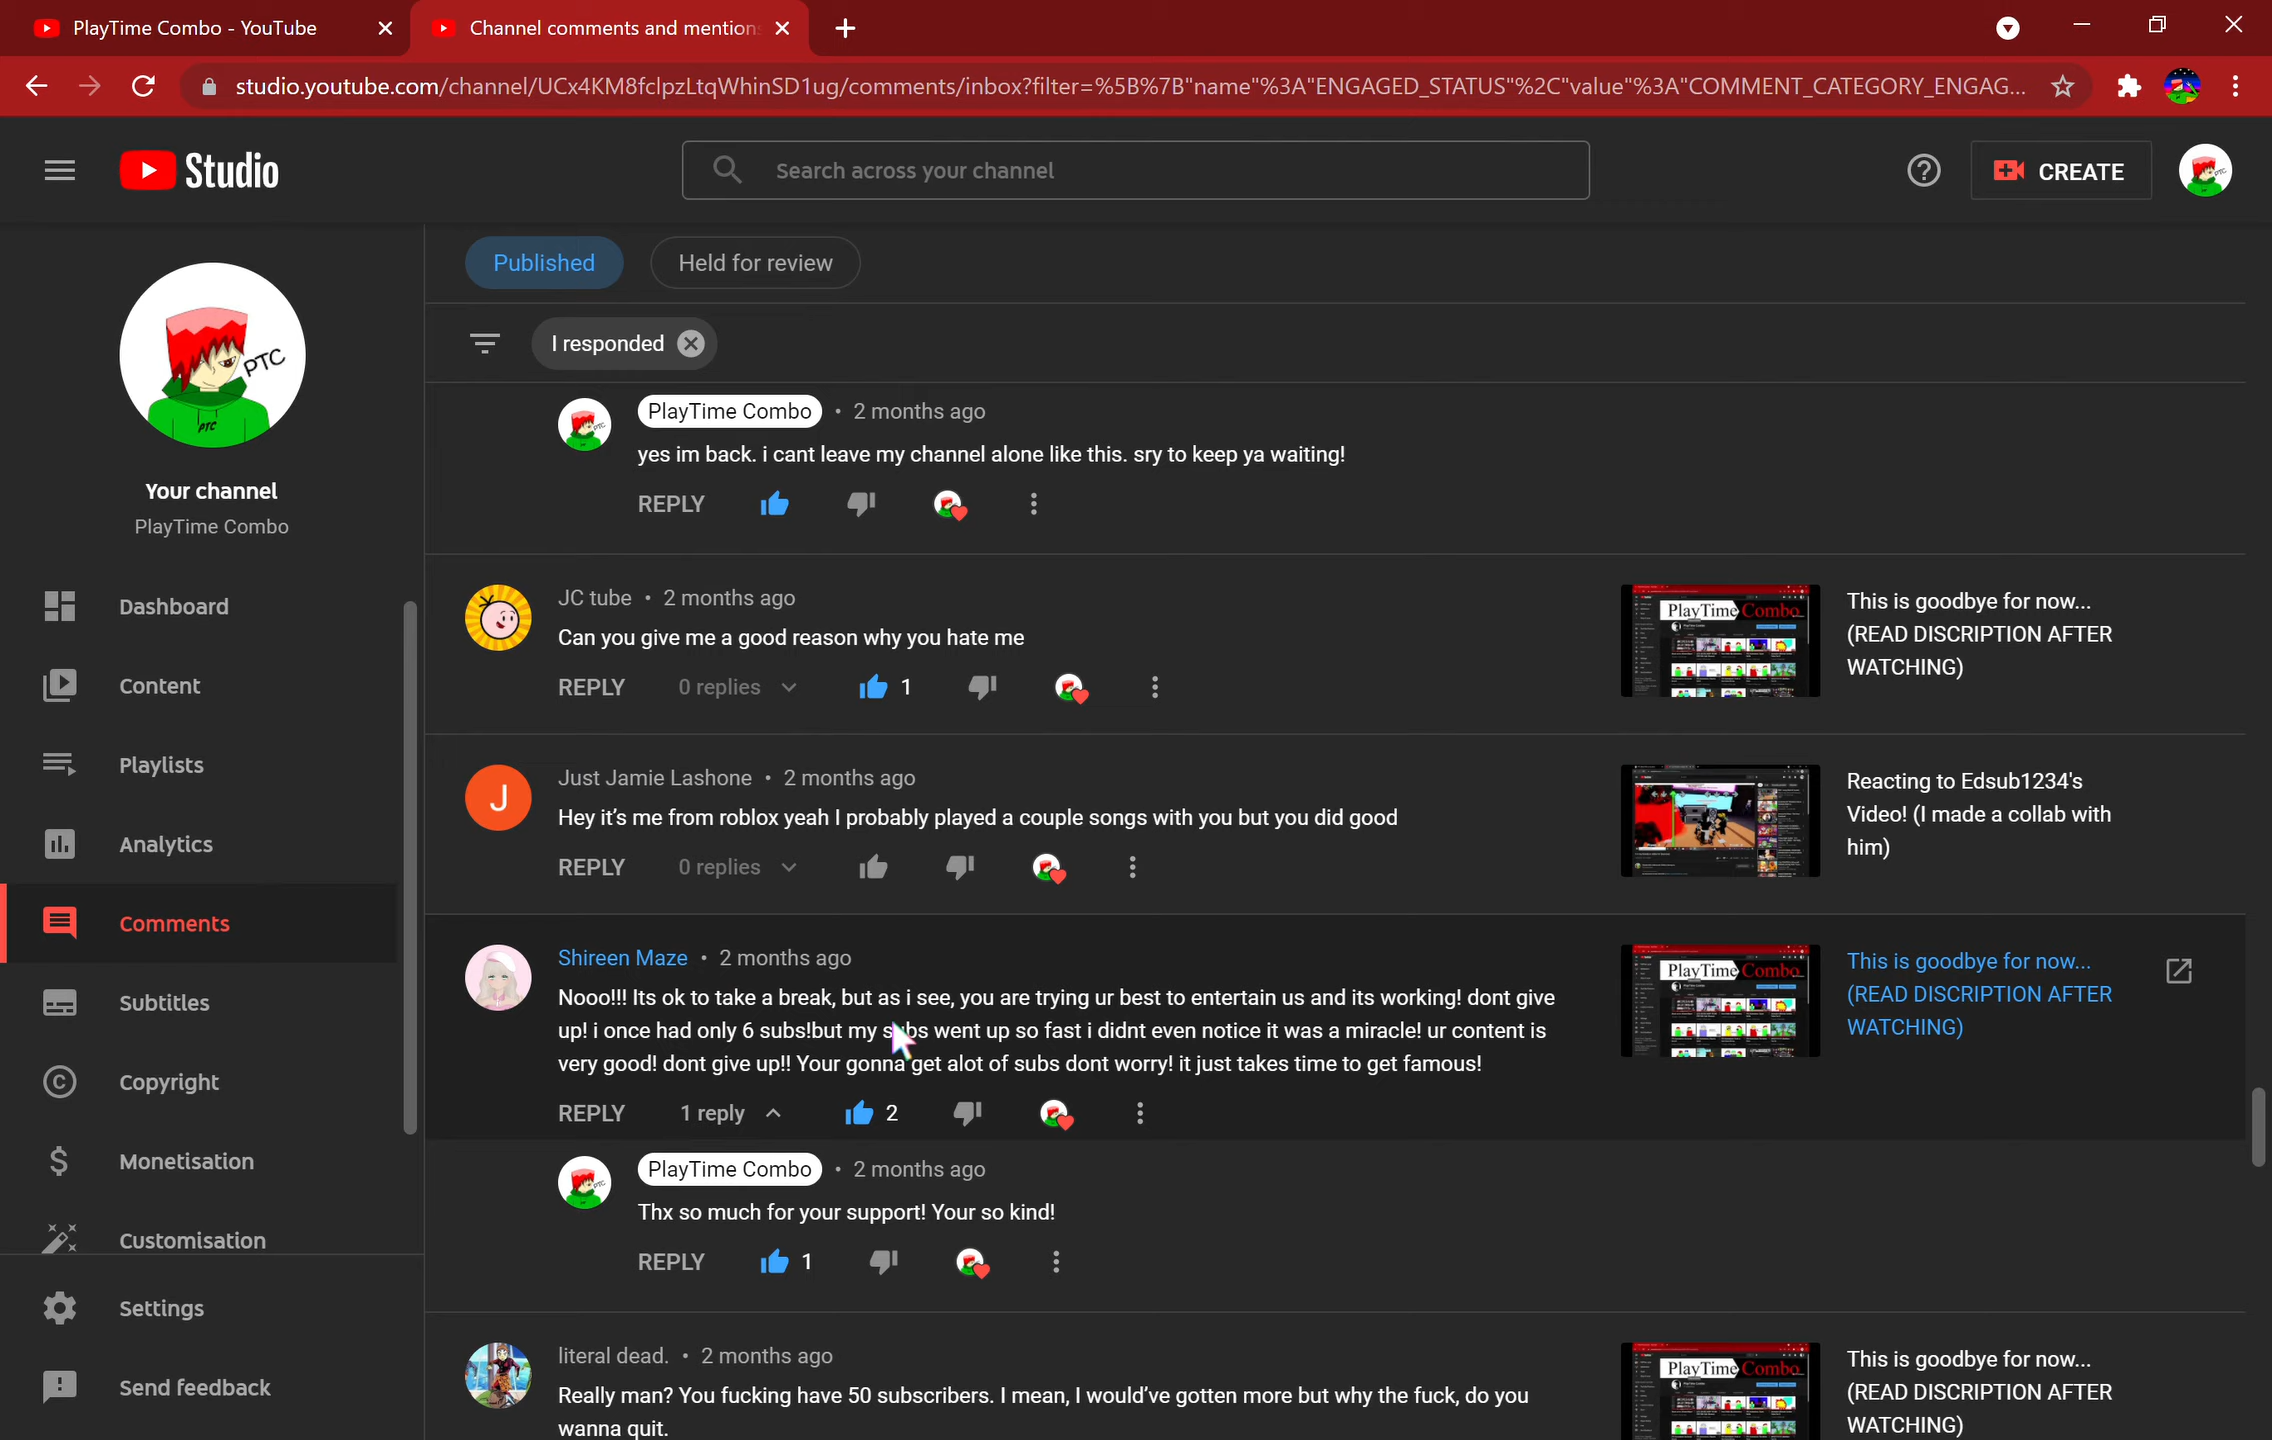 PlayTime Combo - YouTube
Channel comments and mention
studio.youtube.com/channel/UCx4KM8fclpzLtqWhinSD1ug/comments/inbox?filter=%5B%7B"name"%3A"ENGAGED_STATUS"%2C"value"%3A"COMMENT_CATEGORY_ENGAG...
Studio
Search across your channel
CREATE
PTC
PTC
Your channel
PlayTime Combo
Dashboard
Content
Playlists
Analytics
Comments
Subtitles
Copyright
Monetisation
Customisation
Settings
Send feedback
Published
Held for review
I responded
PlayTime Combo • 2 months ago
yes im back. i cant leave my channel alone like this. sry to keep ya waiting!
REPLY
JC tube • 2 months ago
Can you give me a good reason why you hate me
REPLY 0 replies 1
PlayTime Combo
This is goodbye for now...
(READ DISCRIPTION AFTER
WATCHING)
Just Jamie Lashone • 2 months ago
J
Hey it's me from roblox yeah I probably played a couple songs with you but you did good
REPLY 0 replies
Reacting to Edsub1234's
Video! (I made a collab with
him)
Shireen Maze • 2 months ago
Nooo!!! Its ok to take a break, but as i see, you are trying ur best to entertain us and its working! dont give
up! i once had only 6 subs!but my subs went up so fast i didnt even notice it was a miracle! ur content is
very good! dont give up!! Your gonna get alot of subs dont worry! it just takes time to get famous!
REPLY 1 reply 2
PlayTime Combo
This is goodbye for now...
(READ DISCRIPTION AFTER
WATCHING)
PlayTime Combo • 2 months ago
Thx so much for your support! Your so kind!
REPLY 1
literal dead. • 2 months ago
Really man? You fucking have 50 subscribers. I mean, I would've gotten more but why the fuck, do you
wanna quit.
PlayTime Combo
This is goodbye for now...
(READ DISCRIPTION AFTER
WATCHING)